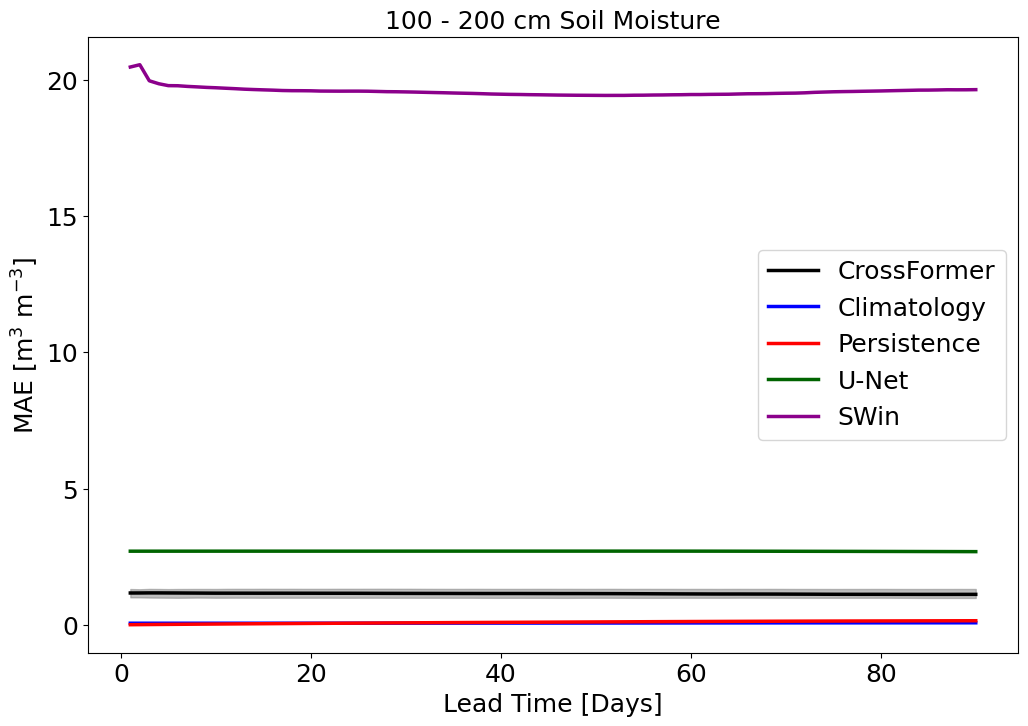 100 - 200 cm Soil Moisture
MAE [m³ m⁻³]
20
15
10
5
0
CrossFormer
Climatology
Persistence
U-Net
SWin
0 20 40 60 80
Lead Time [Days]